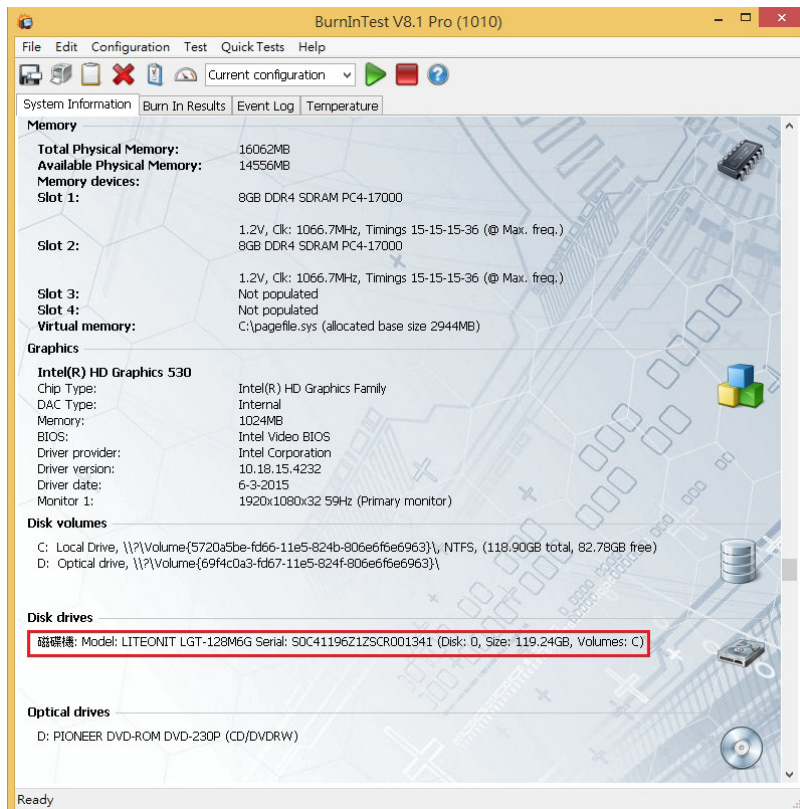 BurnInTest V8.1 Pro (1010)
File Edit Configuration Test Quick Tests Help
Current configuration
System Information Burn In Results Event Log Temperature
Memory
Total Physical Memory: 16062MB
Available Physical Memory: 14556MB
Memory devices:
Slot 1: 8GB DDR4 SDRAM PC4-17000
1.2V, Clk: 1066.7MHz, Timings 15-15-15-36 (@ Max. freq.)
Slot 2: 8GB DDR4 SDRAM PC4-17000
1.2V, Clk: 1066.7MHz, Timings 15-15-15-36 (@ Max. freq.)
Slot 3: Not populated
Slot 4: Not populated
Virtual memory: C:\pagefile.sys (allocated base size 2944MB)
Graphics
Intel(R) HD Graphics 530
Chip Type: Intel(R) HD Graphics Family
DAC Type: Internal
Memory: 1024MB
BIOS: Intel Video BIOS
Driver provider: Intel Corporation
Driver version: 10.18.15.4232
Driver date: 6-3-2015
Monitor 1: 1920x1080x32 59Hz (Primary monitor)
Disk volumes
C: Local Drive, \\?\Volume{5720a5be-fd66-11e5-824b-806e6f6e6963}\, NTFS, (118.90GB total, 82.78GB free)
D: Optical drive, \\?\Volume{69f4c0a3-fd67-11e5-824f-806e6f6e6963}\
Disk drives
磁碟機: Model: LITEONIT LGT-128M6G Serial: S0C41196Z1ZSCR001341 (Disk: 0, Size: 119.24GB, Volumes: C)
Optical drives
D: PIONEER DVD-ROM DVD-230P (CD/DVDRW)
Ready